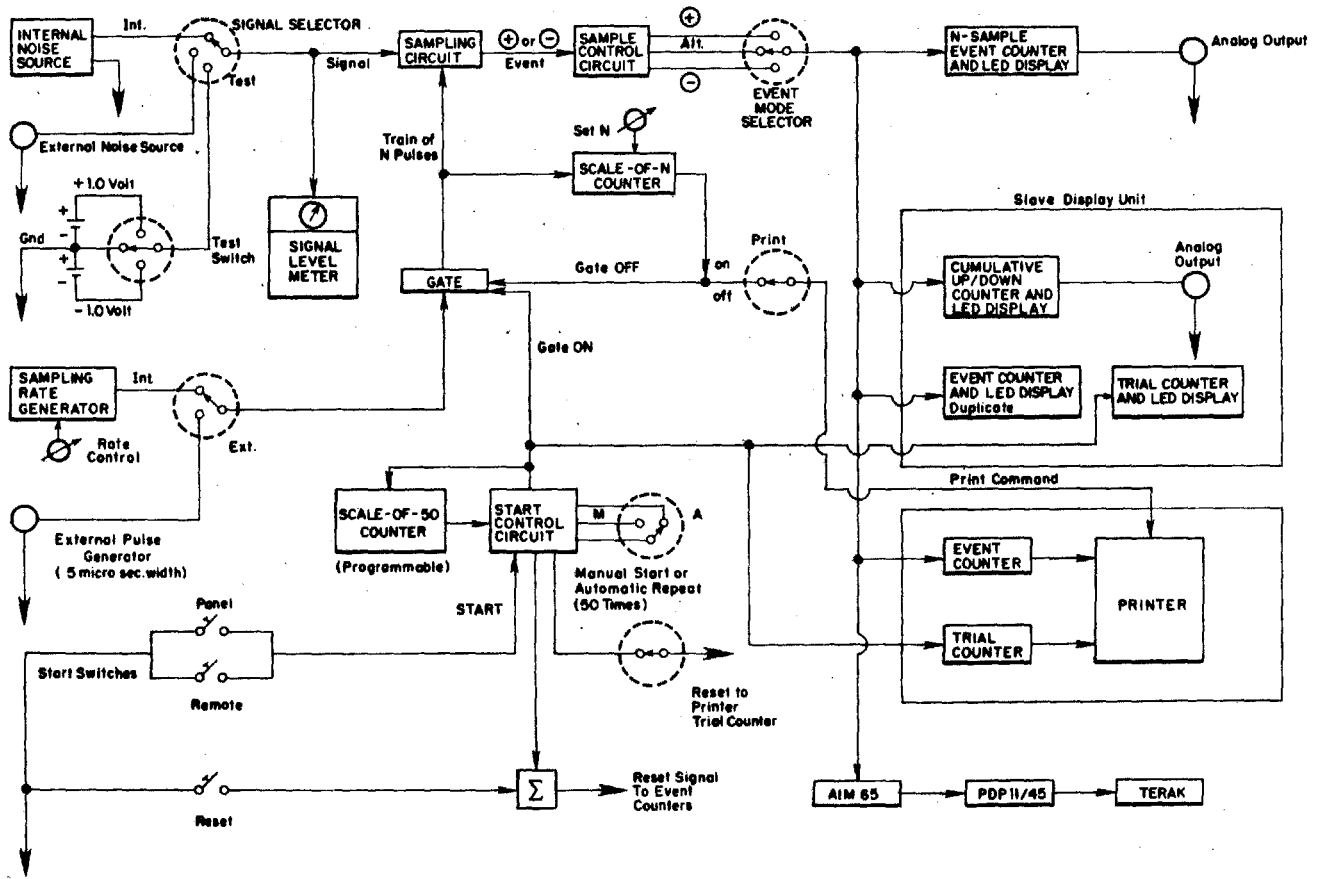 INTERNAL
NOISE
SOURCE
Int.
SIGNAL SELECTOR
Test
External Noise Source
+1.0 Volt
+
-
Gnd
+
-
-1.0 Volt
Test
Switch
Signal
SIGNAL
LEVEL
METER
SAMPLING
CIRCUIT
+ or -
Event
SAMPLE
CONTROL
CIRCUIT
+
Alt.
-
EVENT
MODE
SELECTOR
N-SAMPLE
EVENT COUNTER
AND LED DISPLAY
Analog Output
Train of
N Pulses
Set N
SCALE-OF-N
COUNTER
GATE
Gate OFF
Print
on
off
Gate ON
Slave Display Unit
CUMULATIVE
UP/DOWN
COUNTER AND
LED DISPLAY
Analog
Output
EVENT COUNTER
AND LED DISPLAY
Duplicate
TRIAL COUNTER
AND LED DISPLAY
SAMPLING
RATE
GENERATOR
Int
Rate
Control
Ext.
External Pulse
Generator
( .5 micro sec. width)
SCALE-OF-50
COUNTER
(Programmable)
START
CONTROL
CIRCUIT
M
A
Manual Start or
Automatic Repeat
(50 Times)
Print Command
EVENT
COUNTER
TRIAL
COUNTER
PRINTER
START
Panel
Start Switches
Remote
Reset to
Printer
Trial Counter
Reset
Σ
Reset Signal
To Event
Counters
AIM 65
PDP 11/45
TERAK